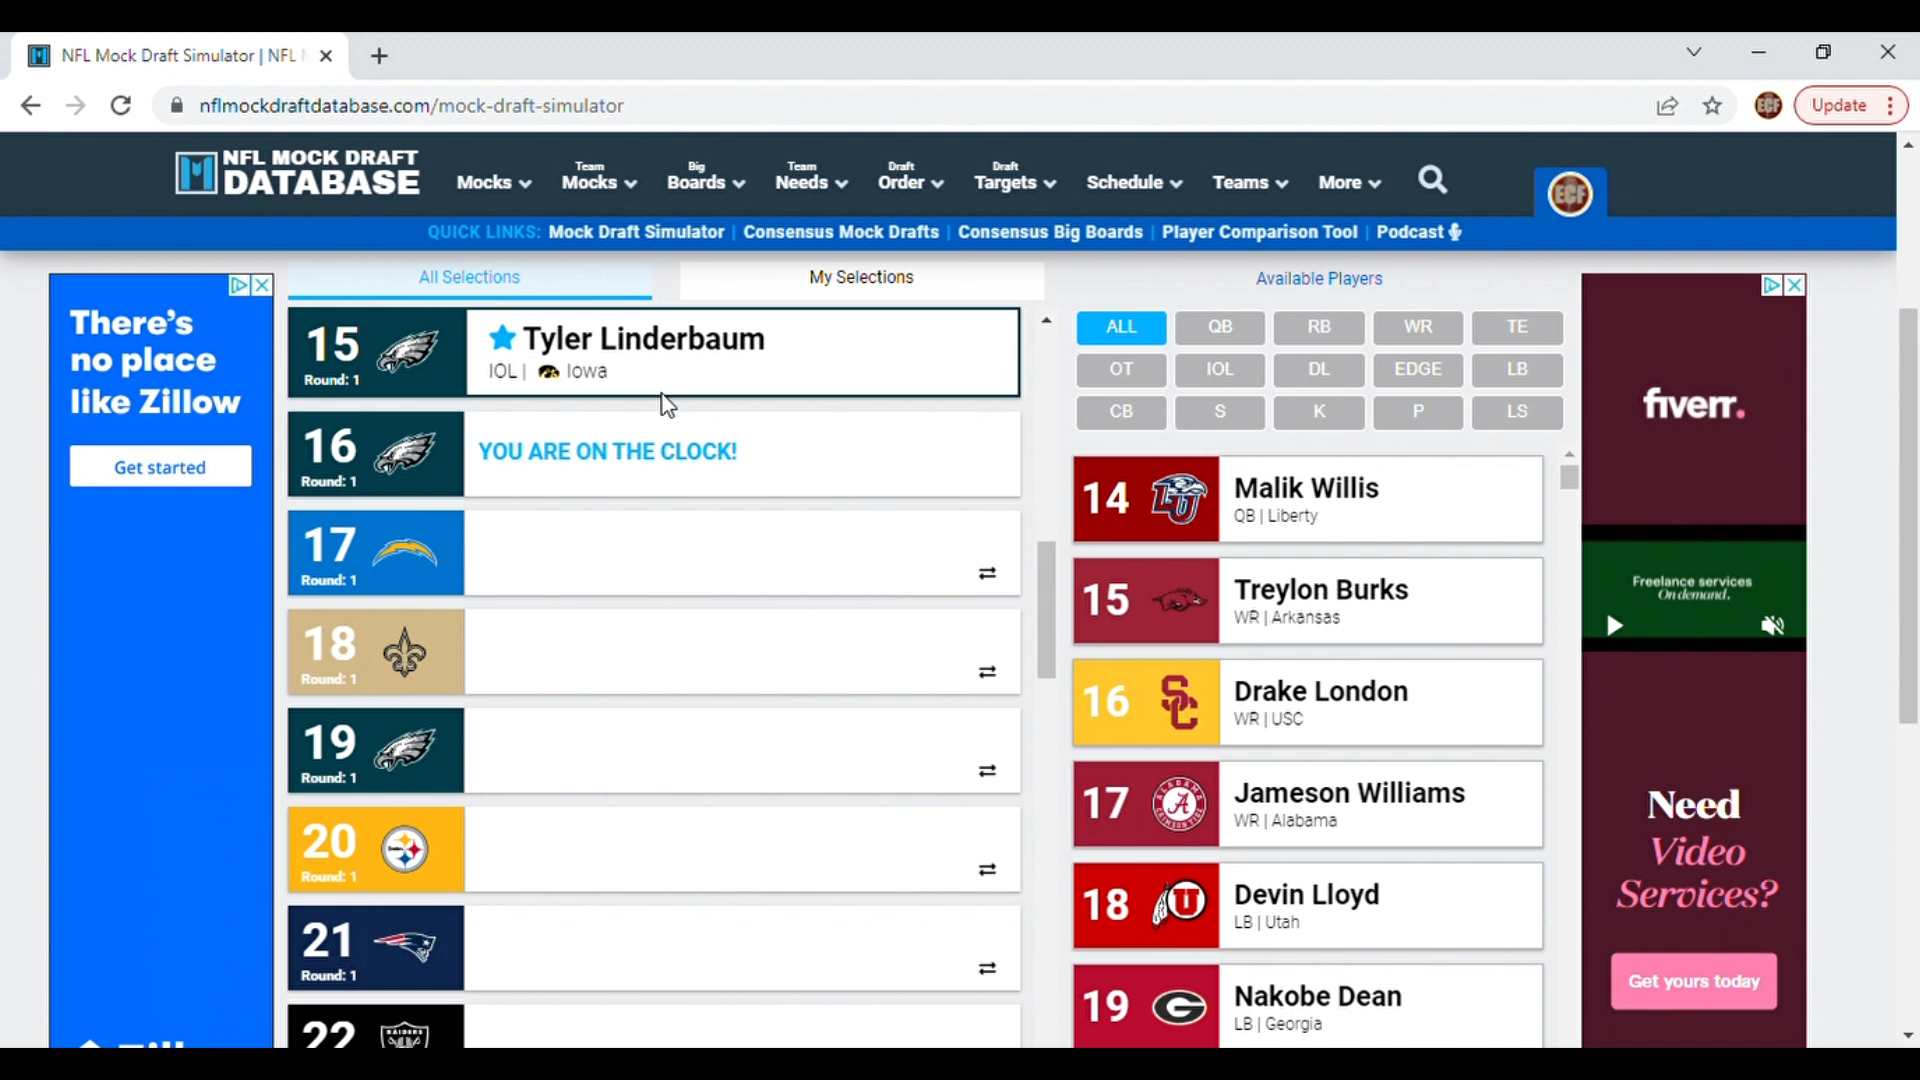 NFL Mock Draft Simulator | NFL
nflmockdraftdatabase.com/mock-draft-simulator
ECF
Update
NFL MOCK DRAFT
DATABASE
Mocks
Team
Mocks
Big
Boards
Team
Needs
Draft
Order
Draft
Targets
Schedule
Teams
More
ECF
QUICK LINKS: Mock Draft Simulator | Consensus Mock Drafts | Consensus Big Boards | Player Comparison Tool | Podcast
There's
no place
like Zillow
Get started
All Selections
My Selections
15
Round: 1
Tyler Linderbaum
IOL | Iowa
16
Round: 1
YOU ARE ON THE CLOCK!
17
Round: 1
18
Round: 1
19
Round: 1
20
Round: 1
21
Round: 1
22
RAIDERS
Available Players
ALL QB RB WR TE
OT IOL DL EDGE LB
CB S K P LS
14
LU
Malik Willis
QB | Liberty
15
Treylon Burks
WR | Arkansas
16
SC
Drake London
WR | USC
17
A
Jameson Williams
WR | Alabama
18
U
Devin Lloyd
LB | Utah
19
G
Nakobe Dean
LB | Georgia
fiverr.
Freelance services
On demand.
Need
Video
Services?
Get yours today